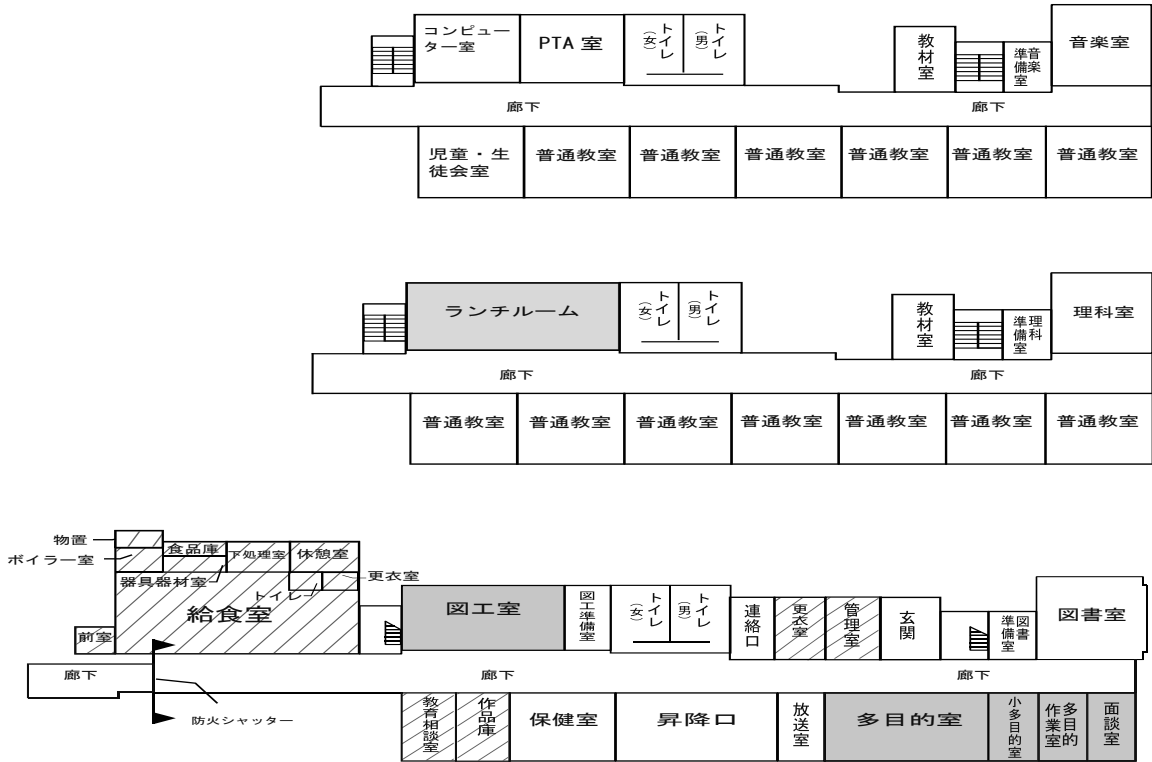 コンピュー
ター室
PTA 室
トイレ
（女）
トイレ
（男）
教材室
音楽
準備室
音楽室
廊下
廊下
児童・生
徒会室
普通教室
普通教室
普通教室
普通教室
普通教室
普通教室
ランチルーム
トイレ
（女）
トイレ
（男）
教材室
理科
準備室
理科室
廊下
廊下
普通教室
普通教室
普通教室
普通教室
普通教室
普通教室
普通教室
物置
ボイラー室
食品庫
下処理室
休憩室
器具器材室
トイレ
更衣室
給食室
前室
図工室
図工準備室
トイレ
（女）
トイレ
（男）
連絡口
更衣室
管理室
玄関
図書
準備室
図書室
廊下
廊下
廊下
防火シャッター
教育相談室
作品庫
保健室
昇降口
放送室
多目的室
小多目的室
多目的
作業室
面談室